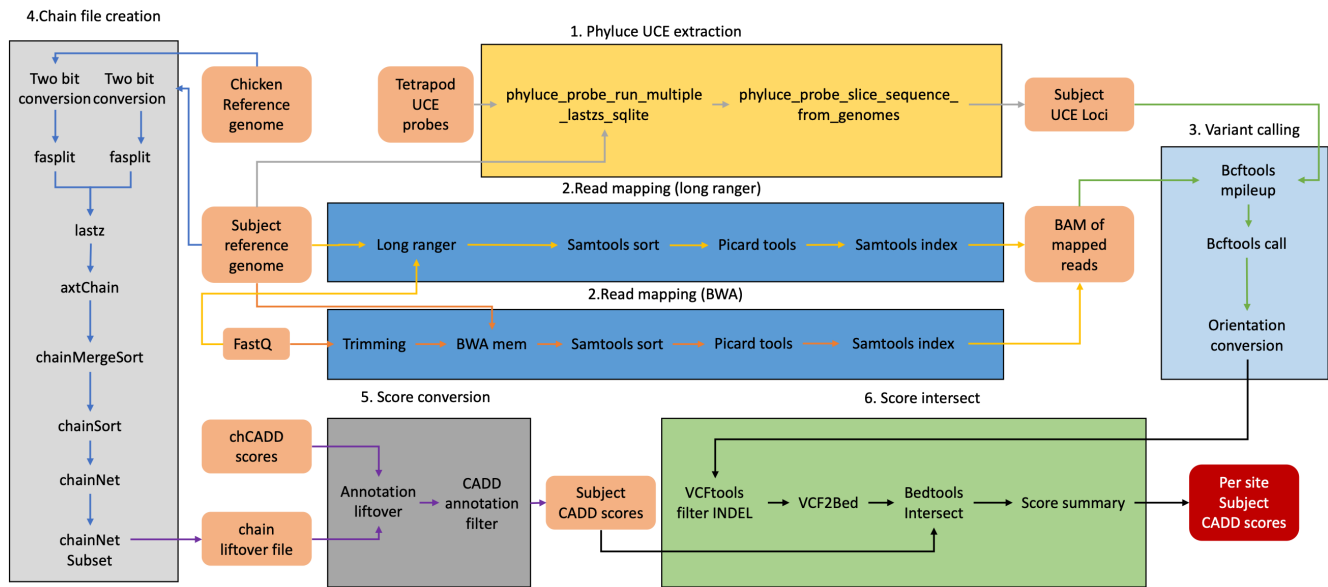 4.Chain file creation
Two bit
conversion
Two bit
conversion
fasplit
fasplit
lastz
axtChain
chainMergeSort
chainSort
chainNet
chainNet
Subset
Chicken
Reference
genome
Subject
reference
genome
FastQ
chCADD
scores
chain
liftover file
1. Phyluce UCE extraction
Tetrapod
UCE
probes
phyluce_probe_run_multiple
_lastzs_sqlite
phyluce_probe_slice_sequence_
from_genomes
Subject
UCE Loci
2.Read mapping (long ranger)
Long ranger
Samtools sort
Picard tools
Samtools index
BAM of
mapped
reads
2.Read mapping (BWA)
Trimming
BWA mem
Samtools sort
Picard tools
Samtools index
3. Variant calling
Bcftools
mpileup
Bcftools call
Orientation
conversion
5. Score conversion
Annotation
liftover
CADD
annotation
filter
Subject
CADD scores
6. Score intersect
VCFtools
filter INDEL
VCF2Bed
Bedtools
Intersect
Score summary
Per site
Subject
CADD scores